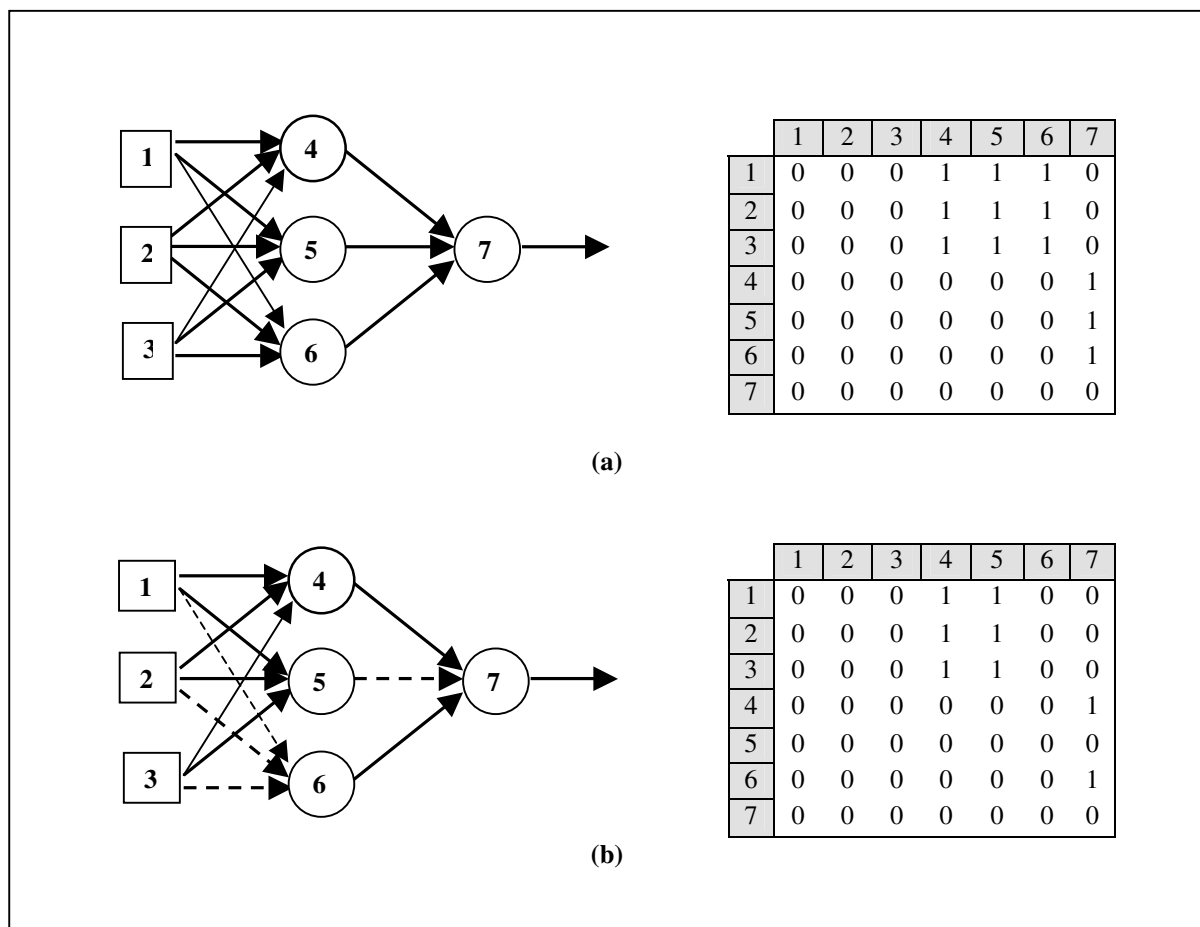 1
2
3
4
5
6
7
1 2 3 4 5 6 7
1 0 0 0 1 1 1 0
2 0 0 0 1 1 1 0
3 0 0 0 1 1 1 0
4 0 0 0 0 0 0 1
5 0 0 0 0 0 0 1
6 0 0 0 0 0 0 1
7 0 0 0 0 0 0 0
(a)
1
2
3
4
5
6
7
1 2 3 4 5 6 7
1 0 0 0 1 1 0 0
2 0 0 0 1 1 0 0
3 0 0 0 1 1 0 0
4 0 0 0 0 0 0 1
5 0 0 0 0 0 0 0
6 0 0 0 0 0 0 1
7 0 0 0 0 0 0 0
(b)